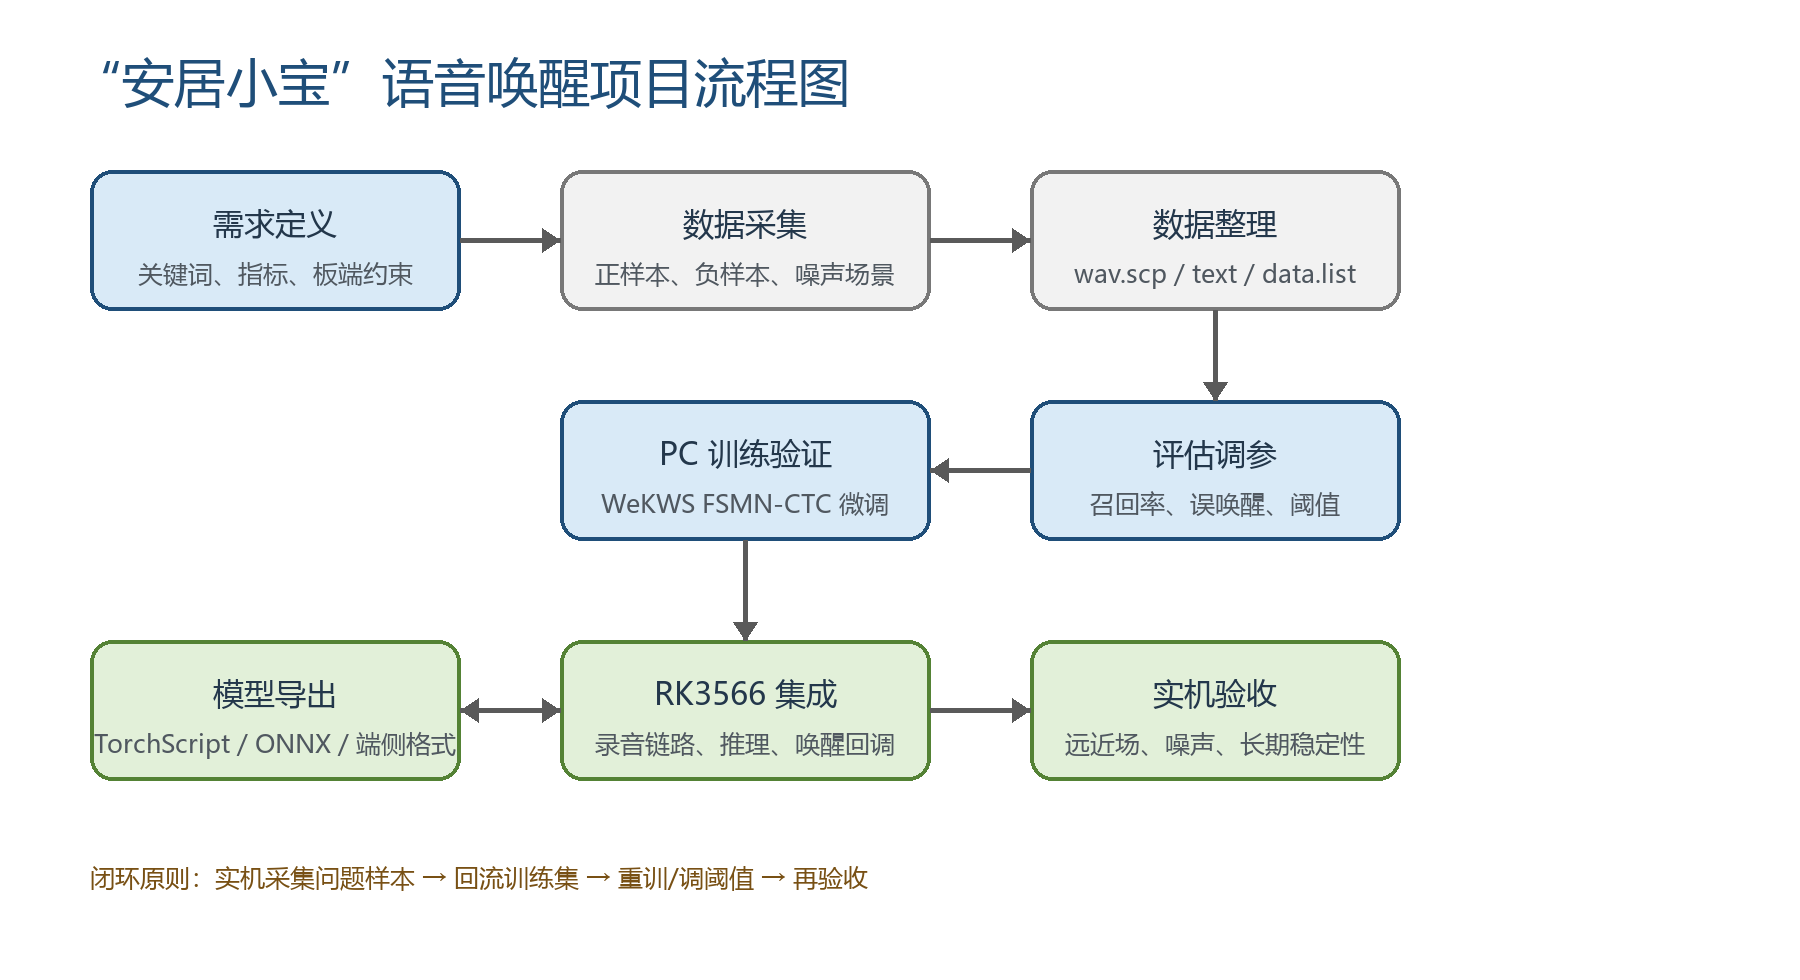 “安居小宝”语音唤醒项目流程图
需求定义
关键词、指标、板端约束
数据采集
正样本、负样本、噪声场景
数据整理
wav.scp / text / data.list
PC 训练验证
WeKWS FSMN-CTC 微调
评估调参
召回率、误唤醒、阈值
模型导出
TorchScript / ONNX / 端侧格式
RK3566 集成
录音链路、推理、唤醒回调
实机验收
远近场、噪声、长期稳定性
闭环原则：实机采集问题样本 → 回流训练集 → 重训/调阈值 → 再验收